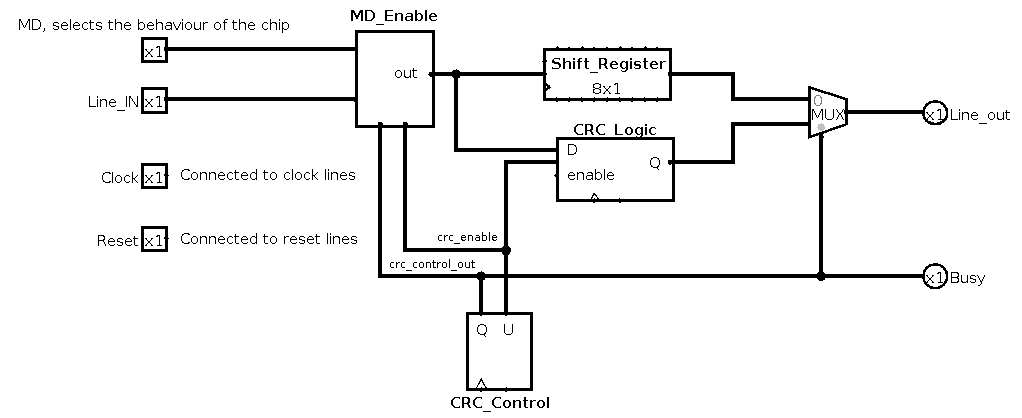 MD_Enable
MD, selects the behaviour of the chip
x1
out
Shift_Register
8x1
Line_IN x1
0
MUX
x1 Line_out
CRC_Logic
D
Q
enable
Clock x1 Connected to clock lines
Reset x1 Connected to reset lines
crc_enable
crc_control_out
x1 Busy
Q U
CRC_Control